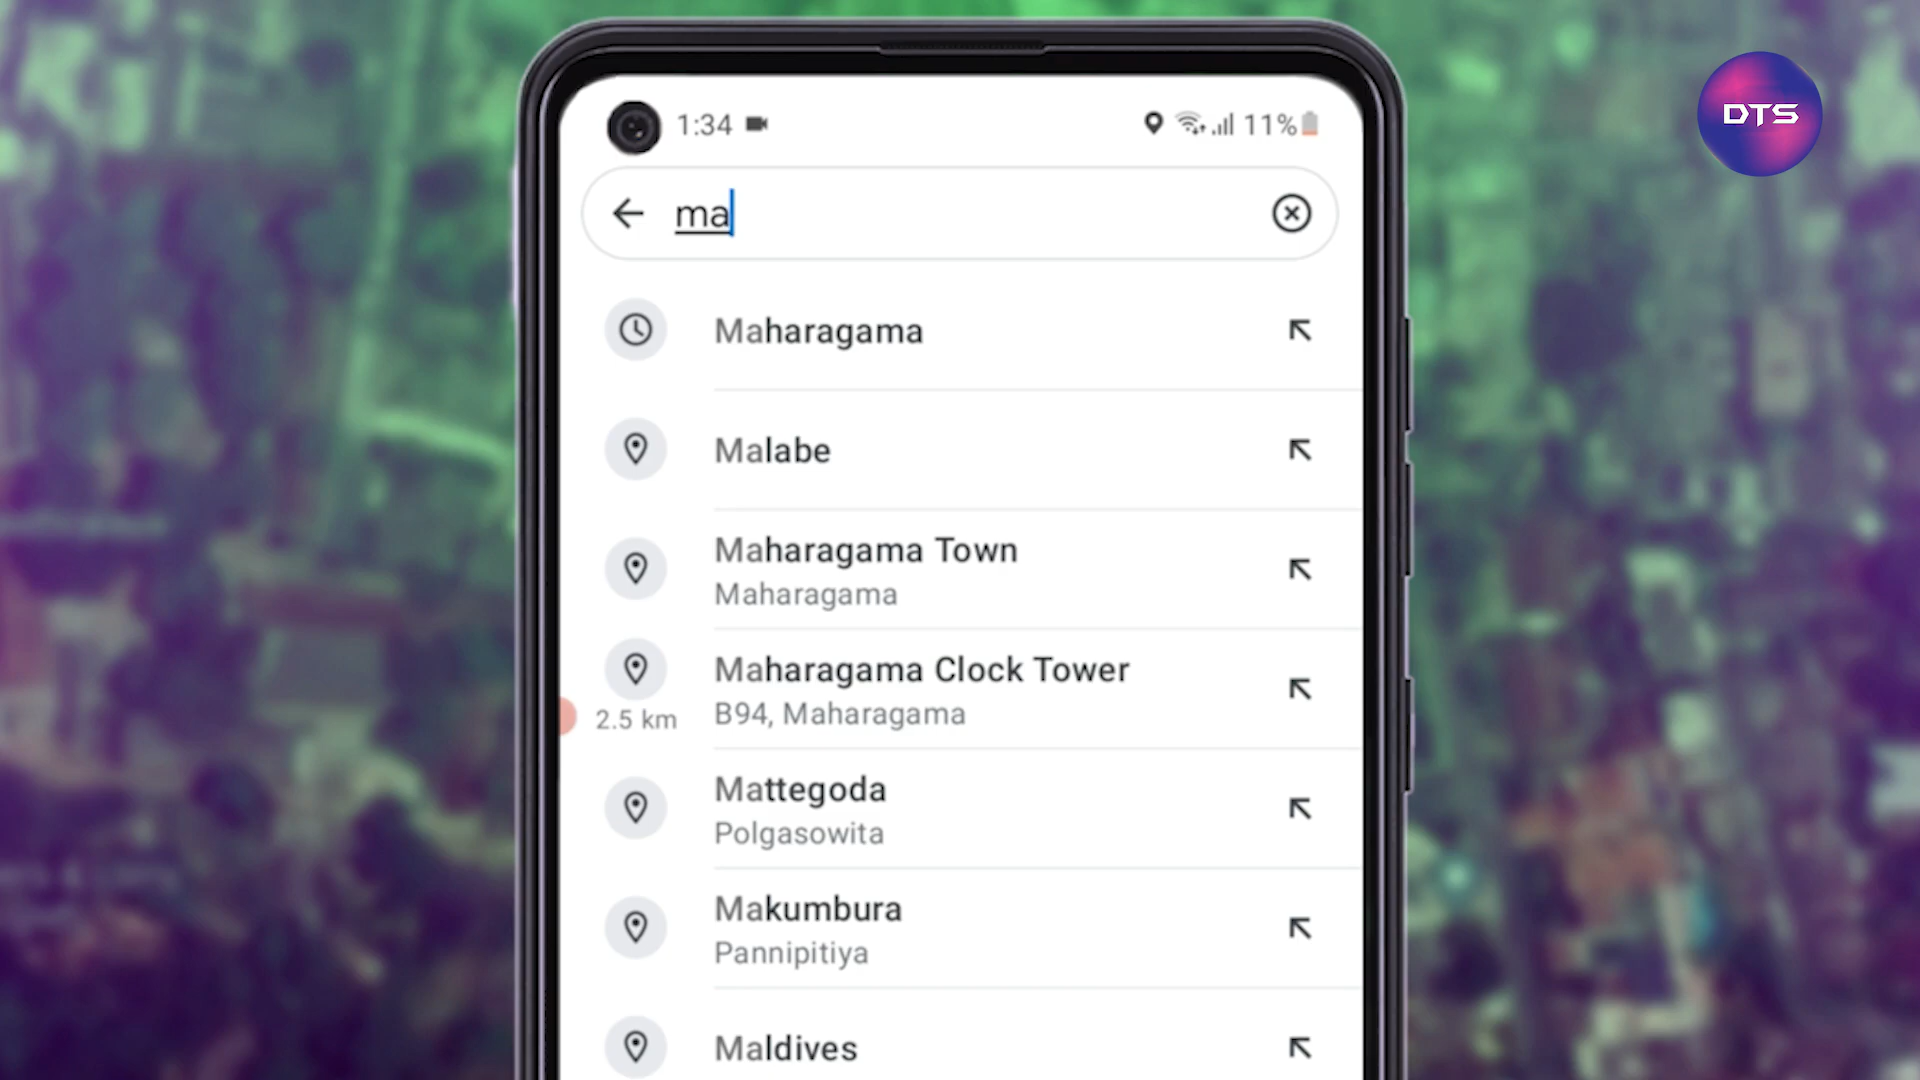 1:34
11%
DTS
ma
Maharagama
Malabe
Maharagama Town
Maharagama
Maharagama Clock Tower
2.5 km
B94, Maharagama
Mattegoda
Polgasowita
Makumbura
Pannipitiya
Maldives